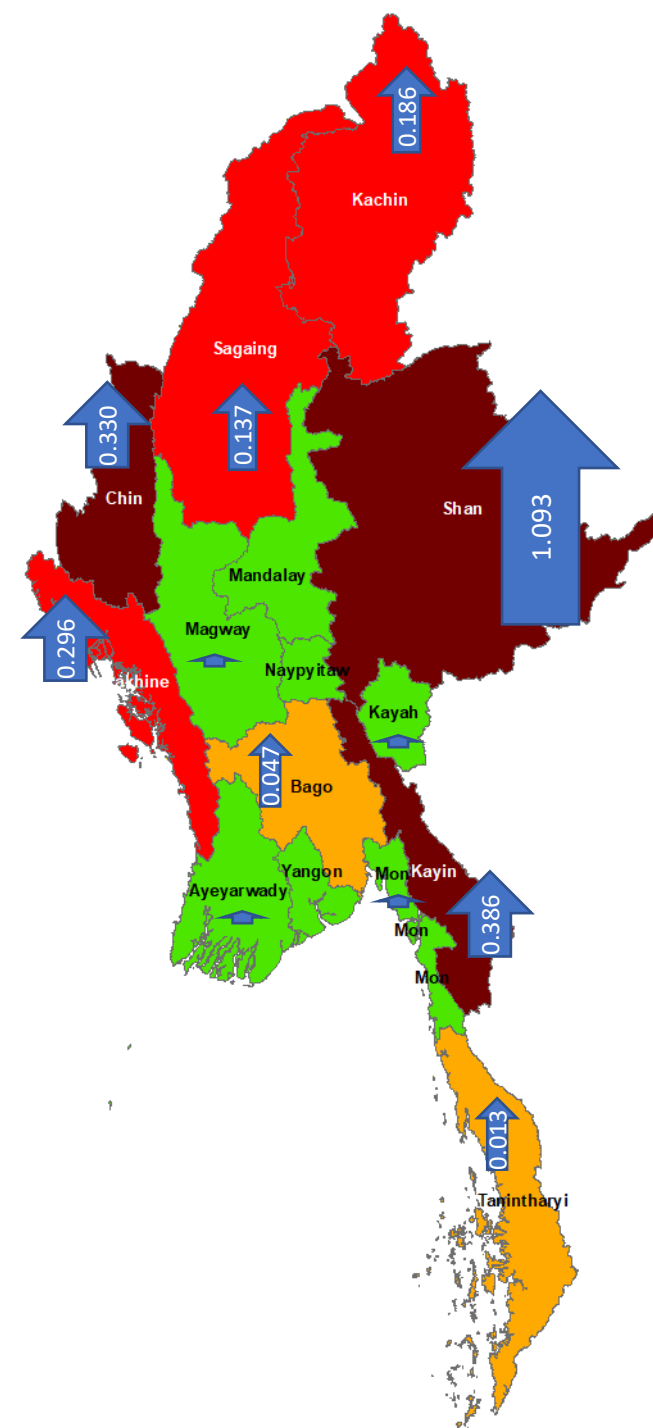 0.186
Kachin
Sagaing
0.330
0.137
Chin
Shan
1.093
Mandalay
0.296
Magway
akhine
Naypyitaw
Kayah
0.047
Bago
Yangon
Mon
Kayin
Ayeyarwady
0.386
Mon
Mon
0.013
Tanintharyi